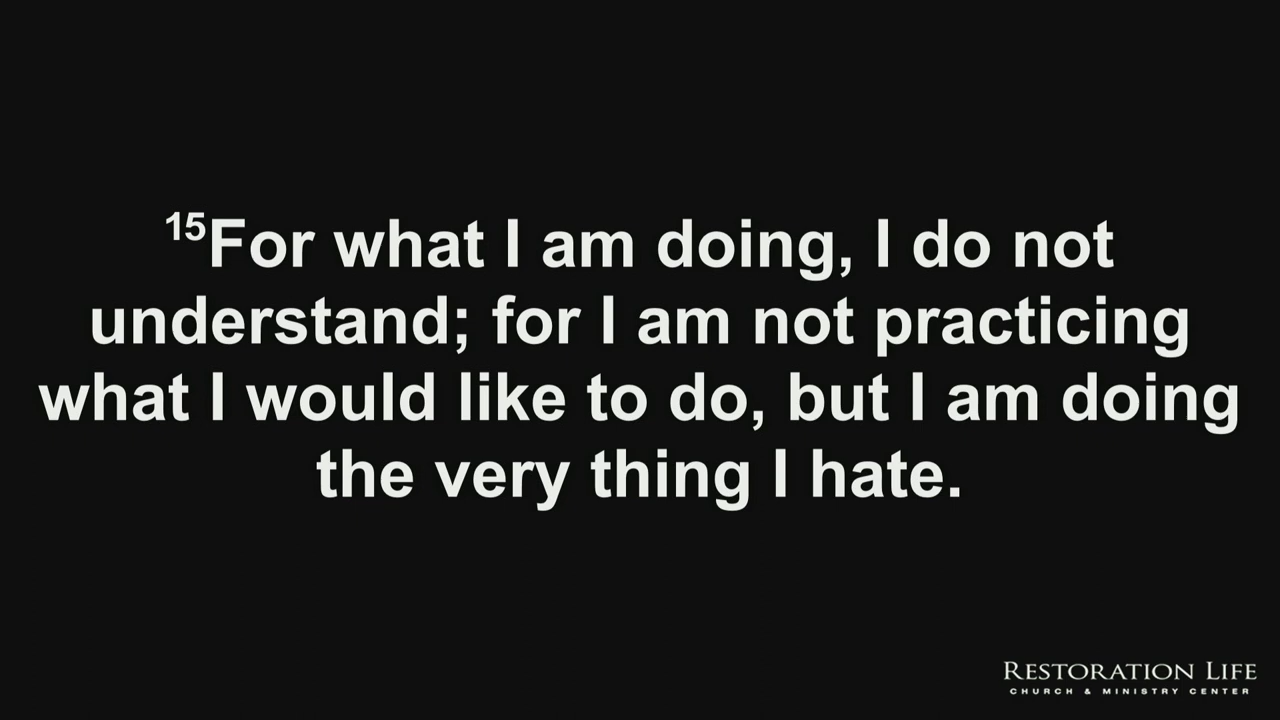 ¹⁵For what I am doing, I do not
understand; for I am not practicing
what I would like to do, but I am doing
the very thing I hate.
RESTORATION LIFE
CHURCH & MINISTRY CENTER